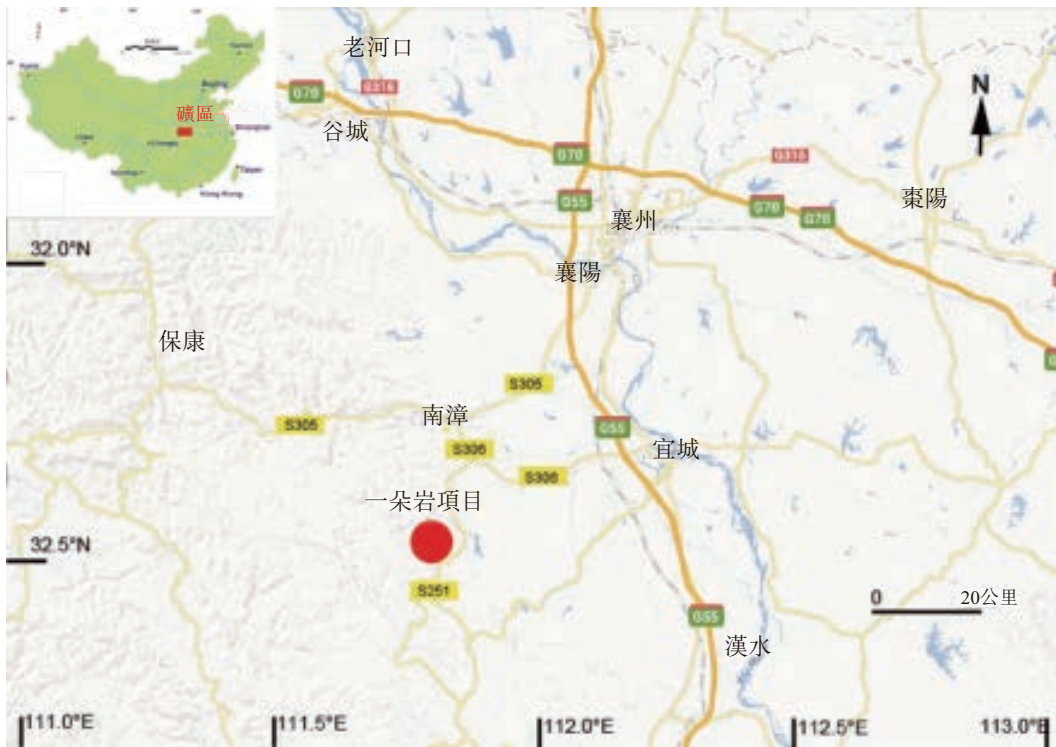 礦區
老河口
G316
G70
谷城
G70
G316
G55
G70
G70
棗陽
N
襄州
32.0°N
襄陽
保康
S305
南漳
S305
G55
S306
宜城
S306
一朵岩項目
32.5°N
S251
0
20公里
G55
漢水
111.0°E
111.5°E
112.0°E
112.5°E
113.0°E